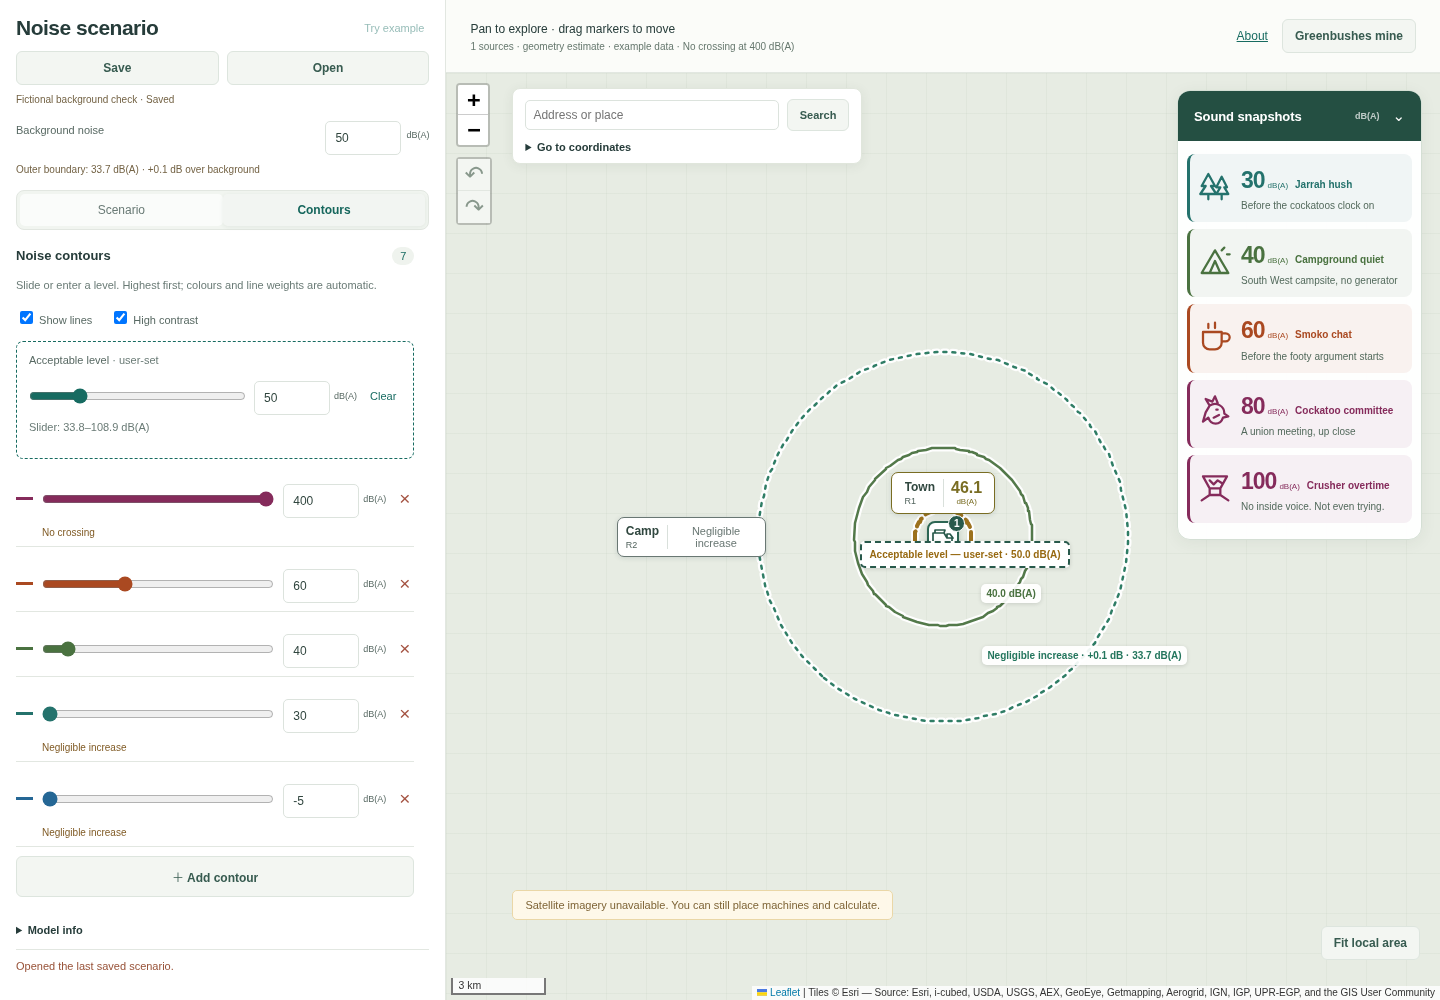 Noise scenario
Try example
Save
Open
Fictional background check · Saved
Background noise
50
dB(A)
Outer boundary: 33.7 dB(A) · +0.1 dB over background
Scenario
Contours
Noise contours
7
Slide or enter a level. Highest first; colours and line weights are automatic.
Show lines
High contrast
Acceptable level · user-set
50
dB(A)
Clear
Slider: 33.8–108.9 dB(A)
400
dB(A)
×
No crossing
60
dB(A)
×
40
dB(A)
×
30
dB(A)
×
Negligible increase
-5
dB(A)
×
Negligible increase
+ Add contour
Model info
Opened the last saved scenario.
Pan to explore · drag markers to move
1 sources · geometry estimate · example data · No crossing at 400 dB(A)
About
Greenbushes mine
+
−
Address or place
Search
Go to coordinates
Sound snapshots
dB(A)
30 dB(A) Jarrah hush
Before the cockatoos clock on
40 dB(A) Campground quiet
South West campsite, no generator
60 dB(A) Smoko chat
Before the footy argument starts
80 dB(A) Cockatoo committee
A union meeting, up close
100 dB(A) Crusher overtime
No inside voice. Not even trying.
Town
R1
46.1
dB(A)
1
Camp
R2
Negligible
increase
Acceptable level — user-set · 50.0 dB(A)
40.0 dB(A)
Negligible increase · +0.1 dB · 33.7 dB(A)
Satellite imagery unavailable. You can still place machines and calculate.
Fit local area
3 km
Leaflet | Tiles © Esri — Source: Esri, i-cubed, USDA, USGS, AEX, GeoEye, Getmapping, Aerogrid, IGN, IGP, UPR-EGP, and the GIS User Community